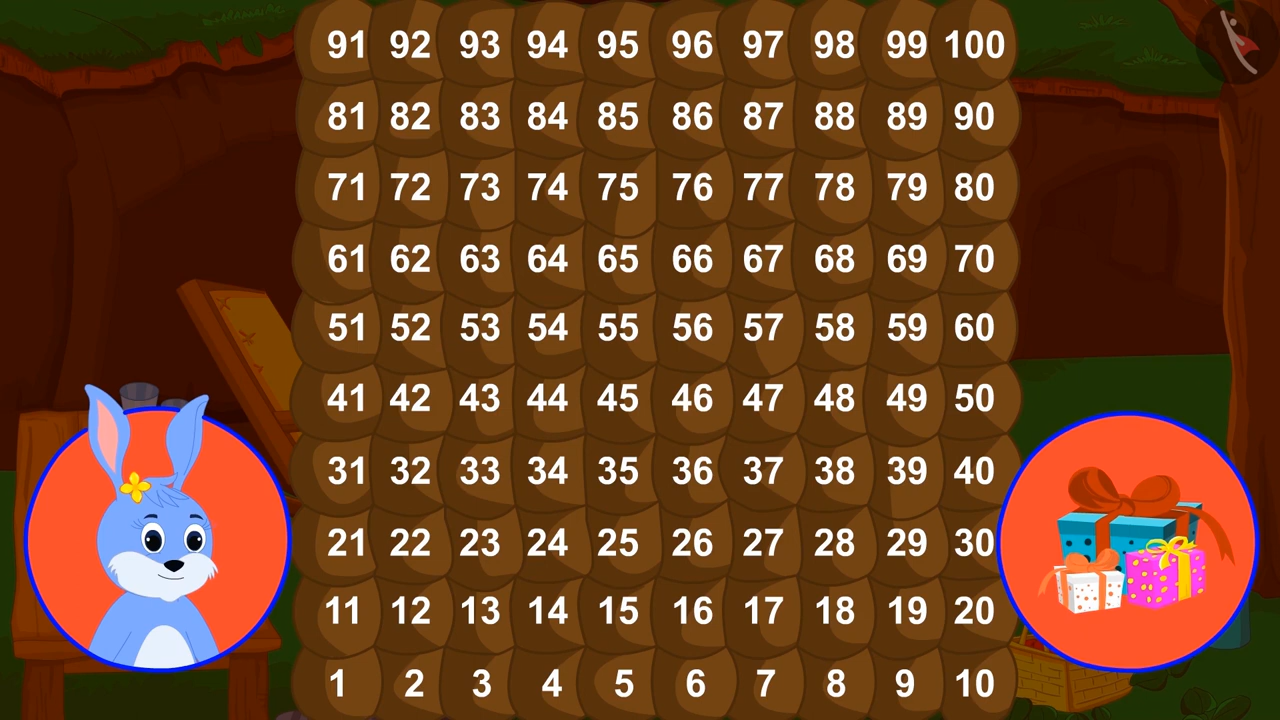 91 92 93 94 95 96 97 98 99 100
81 82 83 84 85 86 87 88 89 90
71 72 73 74 75 76 77 78 79 80
61 62 63 64 65 66 67 68 69 70
51 52 53 54 55 56 57 58 59 60
41 42 43 44 45 46 47 48 49 50
31 32 33 34 35 36 37 38 39 40
21 22 23 24 25 26 27 28 29 30
11 12 13 14 15 16 17 18 19 20
1 2 3 4 5 6 7 8 9 10